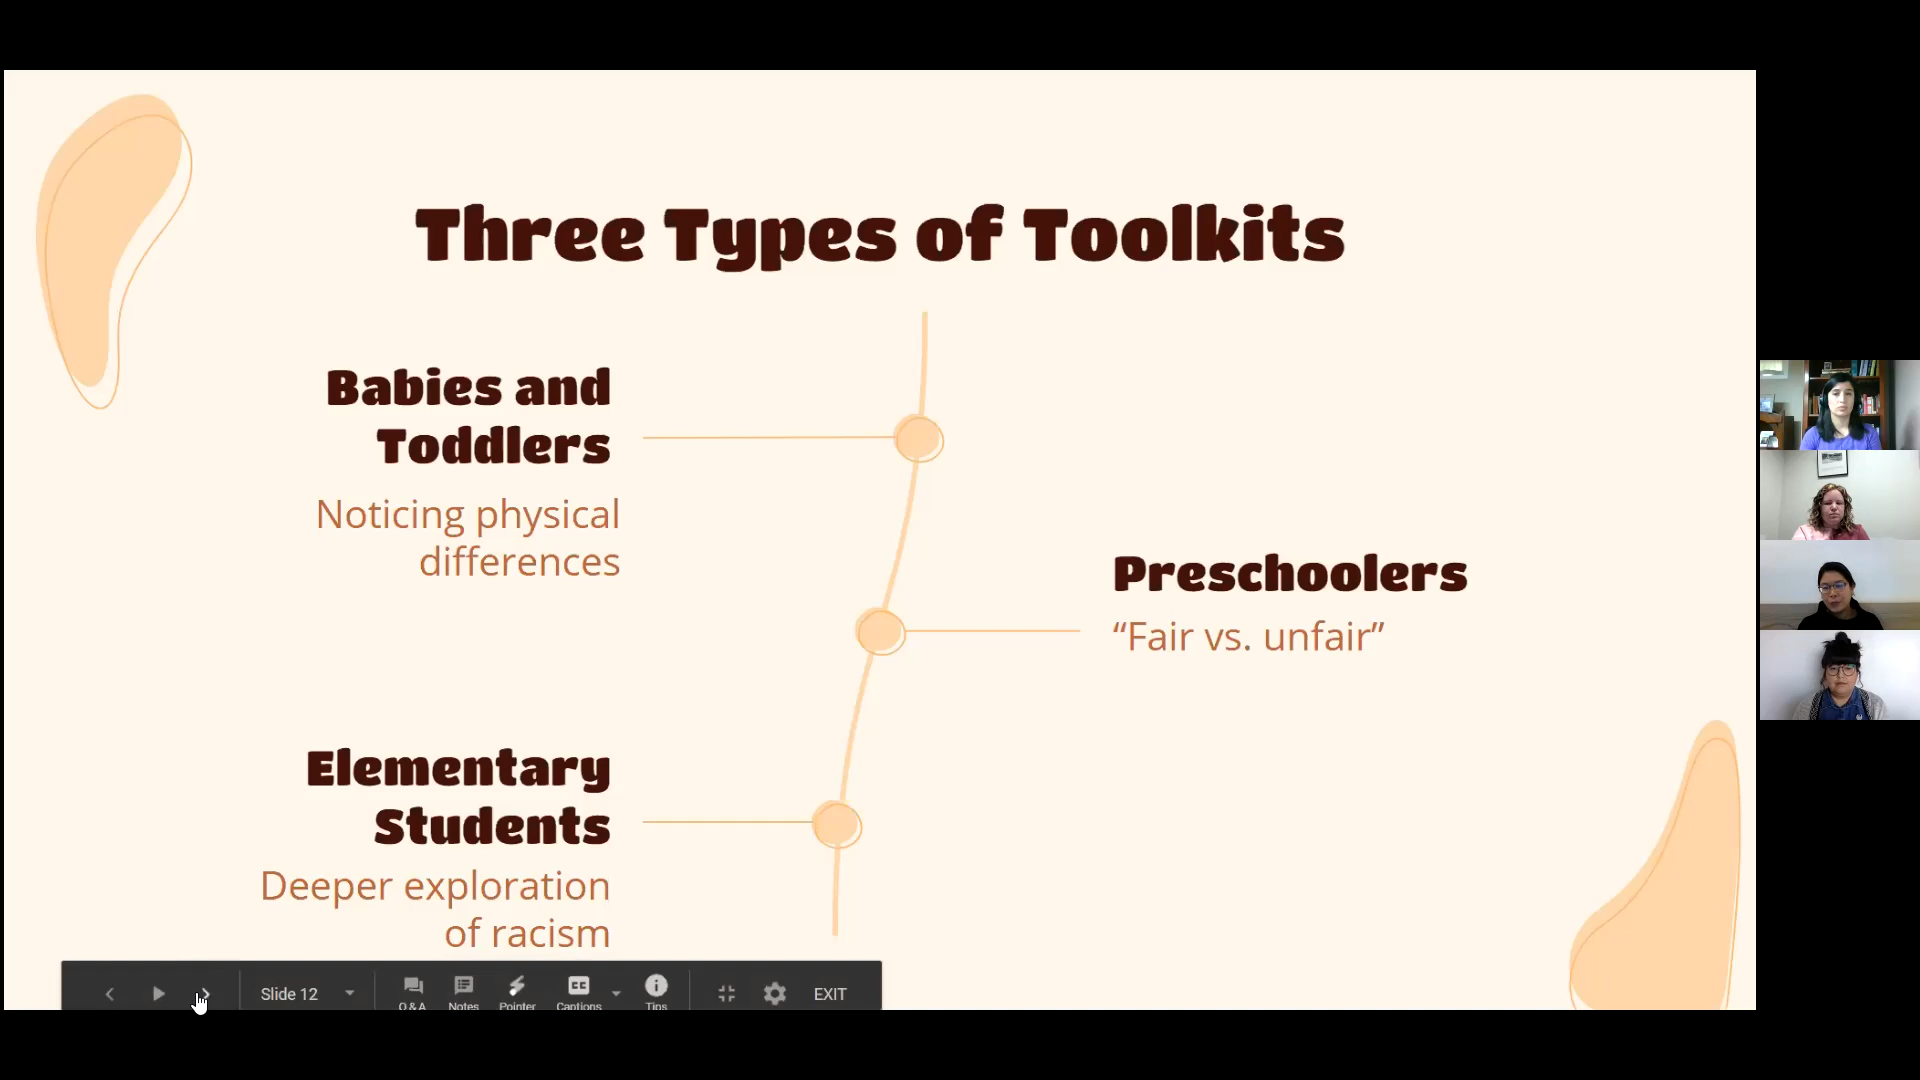 Three Types of Toolkits
Babies and
Toddlers
Noticing physical
differences
Preschoolers
“Fair vs. unfair”
Elementary
Students
Deeper exploration
of racism
Slide 12
Q&A
Notes
Pointer
CC
Captions
Tips
EXIT